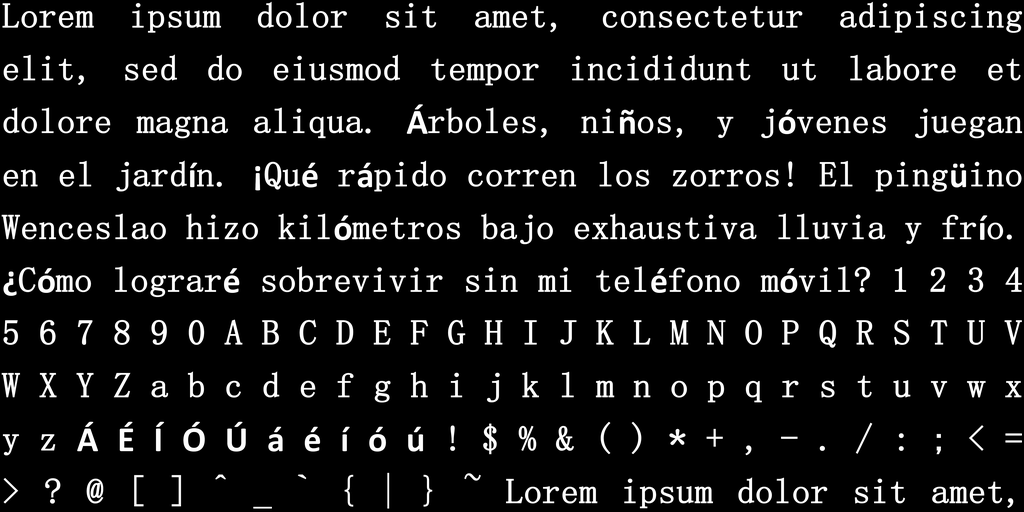 Lorem ipsum dolor sit amet, consectetur adipiscing
elit, sed do eiusmod tempor incididunt ut labore et
dolore magna aliqua. Árboles, niños, y jóvenes juegan
en el jardín. ¡Qué rápido corren los zorros! El pingüino
Wenceslao hizo kilómetros bajo exhaustiva lluvia y frío.
¿Cómo lograré sobrevivir sin mi teléfono móvil? 1 2 3 4
5 6 7 8 9 0 A B C D E F G H I J K L M N O P Q R S T U V
W X Y Z a b c d e f g h i j k l m n o p q r s t u v w x
y z Á É Í Ó Ú á é í ó ú ! $ % & ( ) * + , - . / : ; < =
> ? @ [ ] ^ _ ` { | } ~ Lorem ipsum dolor sit amet,